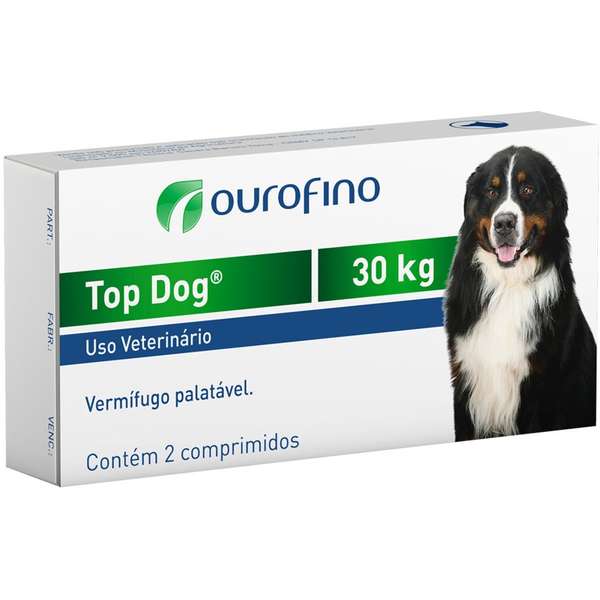 ourofino
Top Dog® 30 kg
Uso Veterinário
Vermífugo palatável.
Contém 2 comprimidos
PART.:
FABR.:
VENC.: